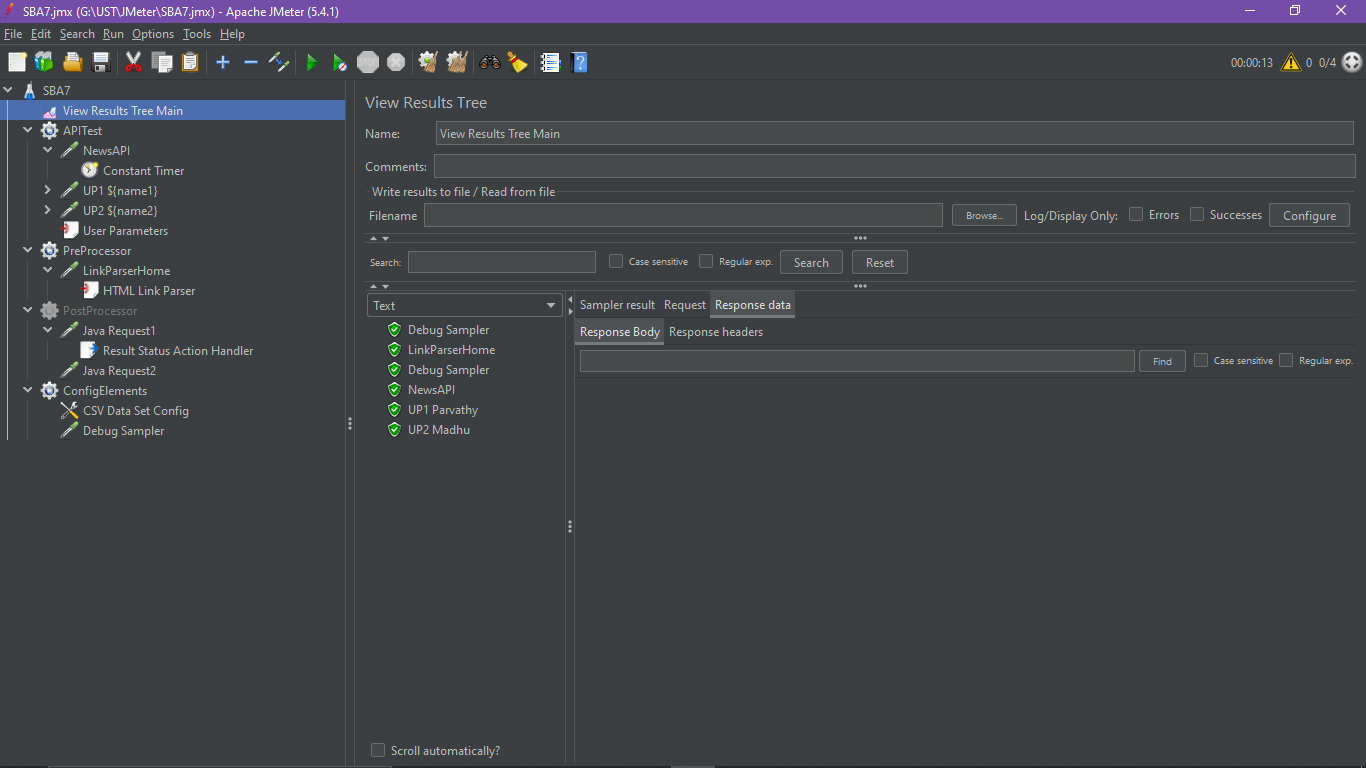 SBA7.jmx (G:\UST\JMeter\SBA7.jmx) - Apache JMeter (5.4.1)
File Edit Search Run Options Tools Help
STOP 00:00:13 0 0/4
SBA7
View Results Tree Main
APITest
NewsAPI
Constant Timer
UP1 ${name1}
UP2 ${name2}
User Parameters
PreProcessor
LinkParserHome
HTML Link Parser
PostProcessor
Java Request1
Result Status Action Handler
Java Request2
ConfigElements
CSV Data Set Config
Debug Sampler
View Results Tree
Name: View Results Tree Main
Comments:
Write results to file / Read from file
Filename Browse... Log/Display Only: Errors Successes Configure
Search: Case sensitive Regular exp. Search Reset
Text
Debug Sampler
LinkParserHome
Debug Sampler
NewsAPI
UP1 Parvathy
UP2 Madhu
Scroll automatically?
Sampler result Request Response data
Response Body Response headers
Find Case sensitive Regular exp.